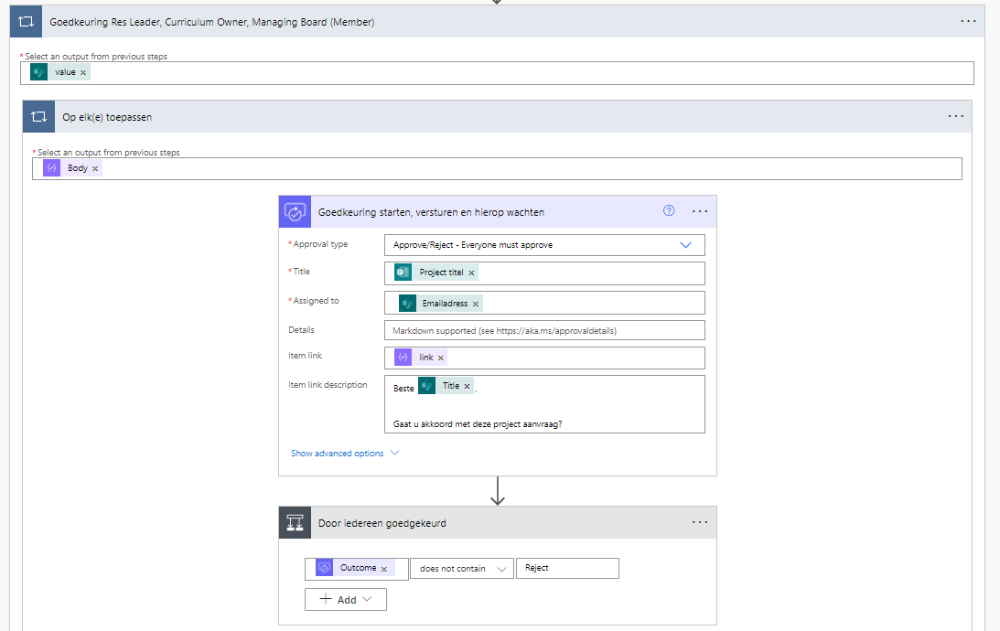 Goedkeuring Res Leader, Curriculum Owner, Managing Board (Member)
* Select an output from previous steps
value ×
Op elk(e) toepassen
* Select an output from previous steps
Body ×
Goedkeuring starten, versturen en hierop wachten
* Approval type
Approve/Reject - Everyone must approve
* Title
Project titel ×
* Assigned to
Emailadress ×
Details
Markdown supported (see https://aka.ms/approvaldetails)
Item link
link ×
Item link description
Beste Title × ,
Gaat u akkoord met deze project aanvraag?
Show advanced options
Door iedereen goedgekeurd
Outcome × does not contain Reject
+ Add